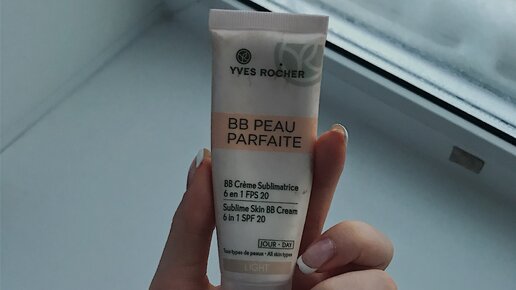 YVES ROCHER
BB PEAU
PARFAITE
BB Crème Sublimatrice
6 en 1 FPS 20
Sublime Skin BB Cream
6 in 1 SPF 20
JOUR • DAY
Tous types de peaux • All skin types
LIGHT